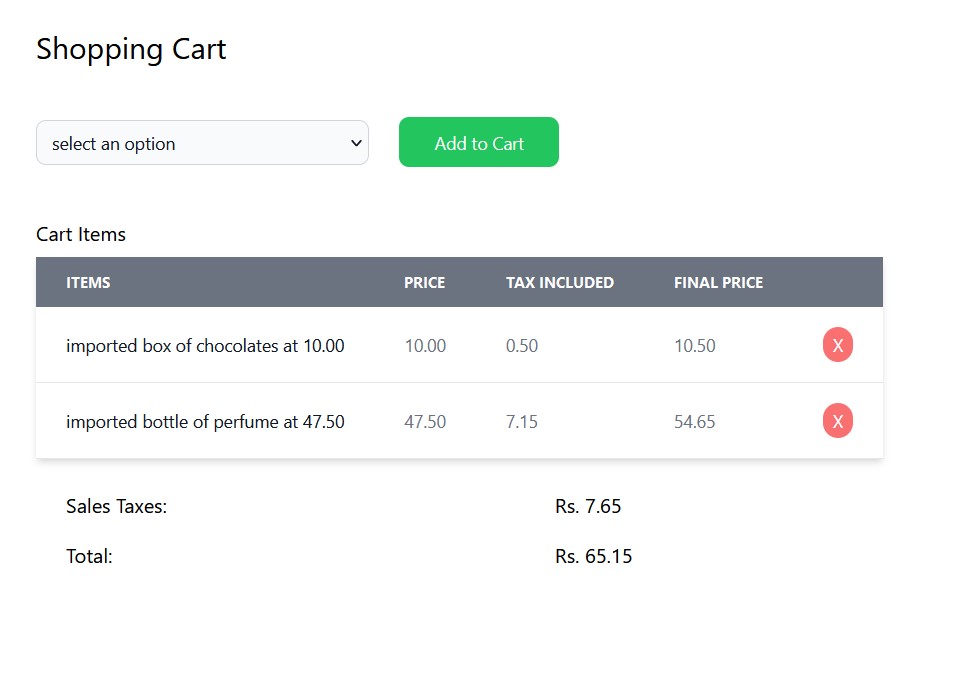 Shopping Cart
select an option
Add to Cart
Cart Items
ITEMS PRICE TAX INCLUDED FINAL PRICE
imported box of chocolates at 10.00 10.00 0.50 10.50 X
imported bottle of perfume at 47.50 47.50 7.15 54.65 X
Sales Taxes: Rs. 7.65
Total: Rs. 65.15